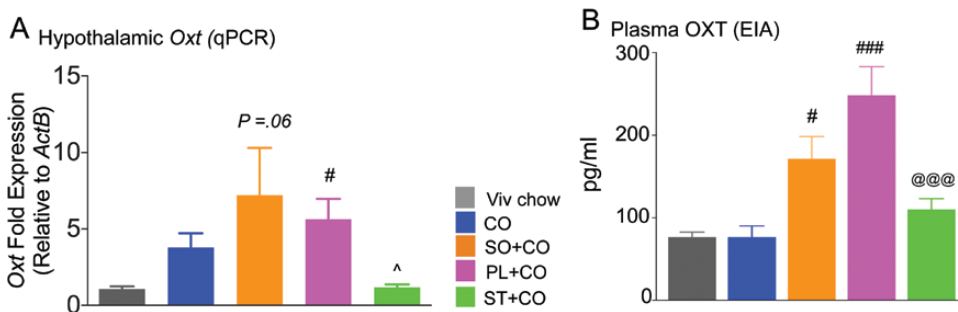 A Hypothalamic Oxt (qPCR)
Oxt Fold Expression
(Relative to ActB)
15
10
5
0
P =.06
#
^
Viv chow
CO
SO+CO
PL+CO
ST+CO
B Plasma OXT (EIA)
pg/ml
300
200
100
0
#
###
@@@